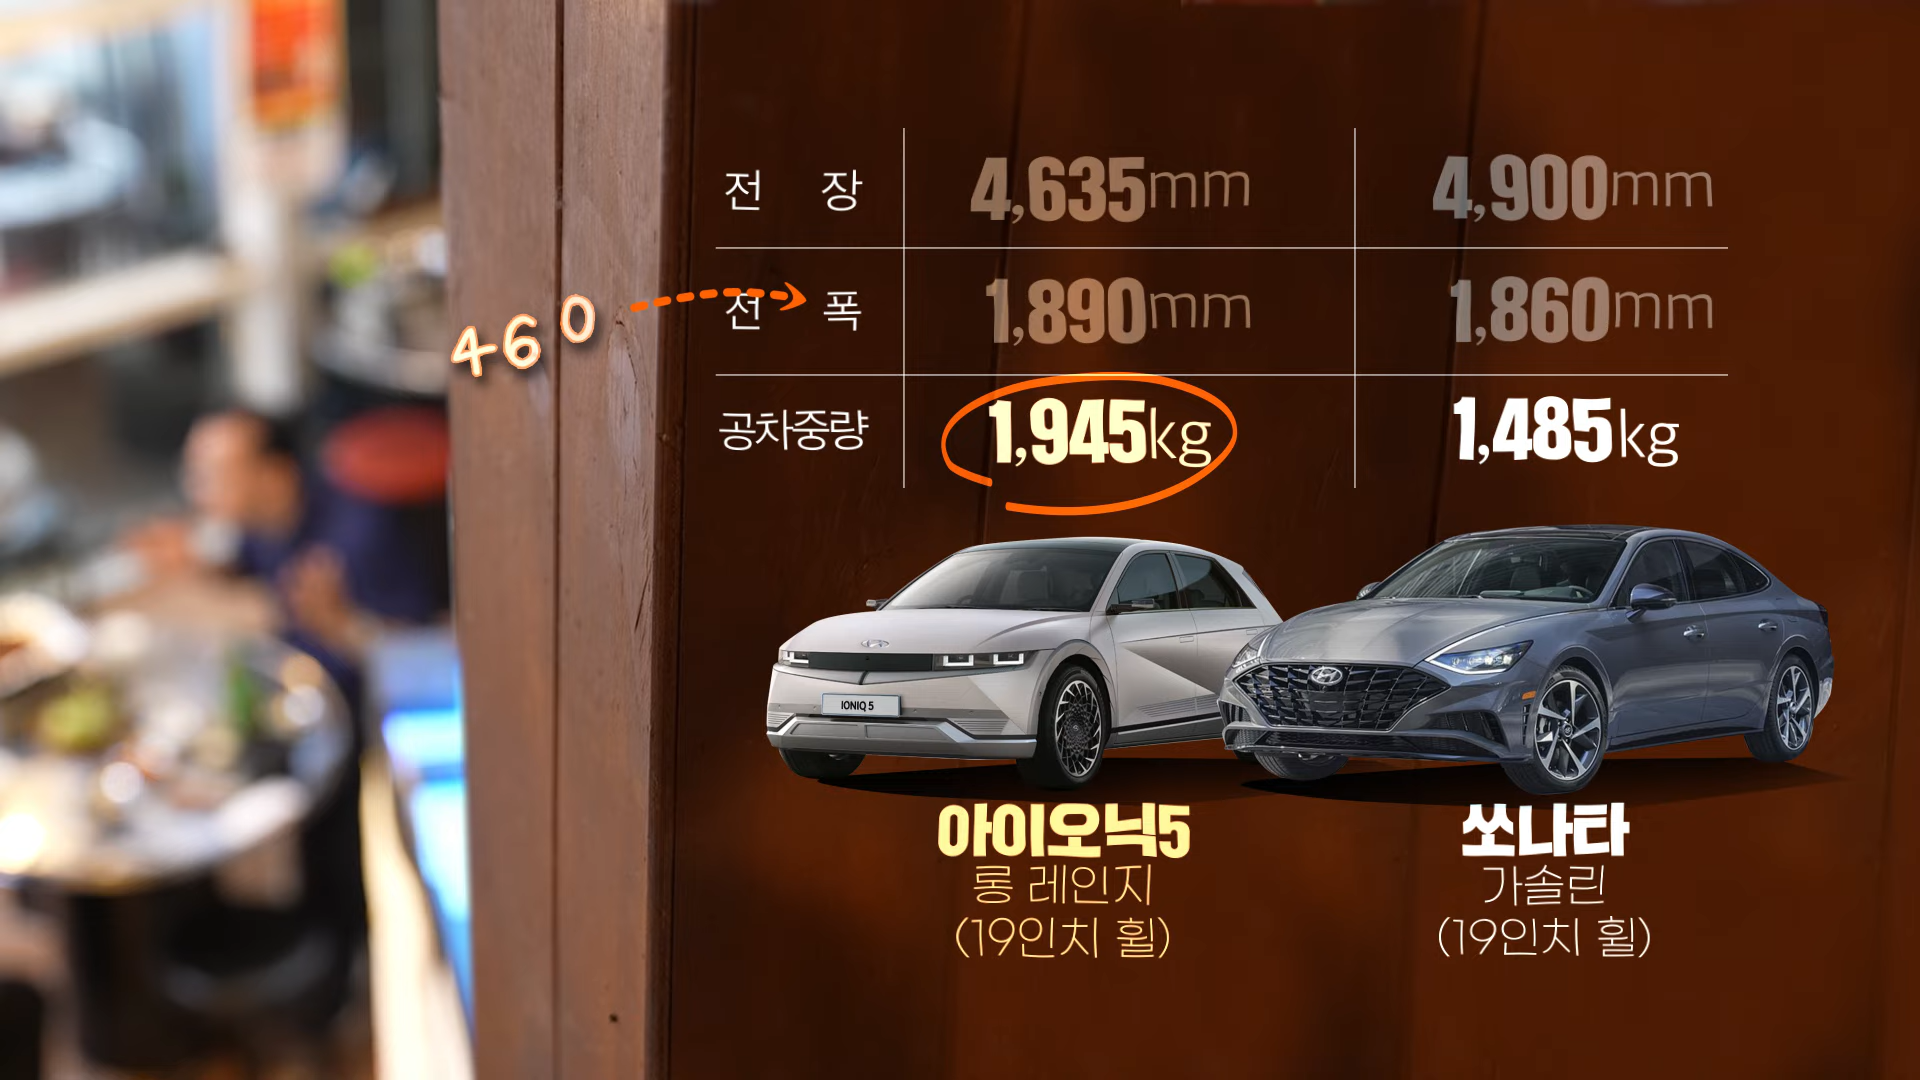 전 장 4,635mm 4,900mm
460
전 폭 1,890mm 1,860mm
공차중량 1,945kg 1,485kg
IONIQ 5
아이오닉5 쏘나타
롱 레인지 가솔린
(19인치 휠) (19인치 휠)